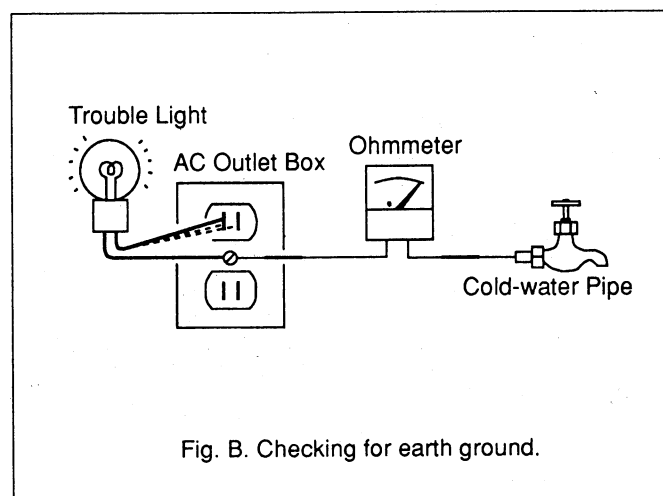 Trouble Light
AC Outlet Box
Ohmmeter
Cold-water Pipe
Fig. B. Checking for earth ground.